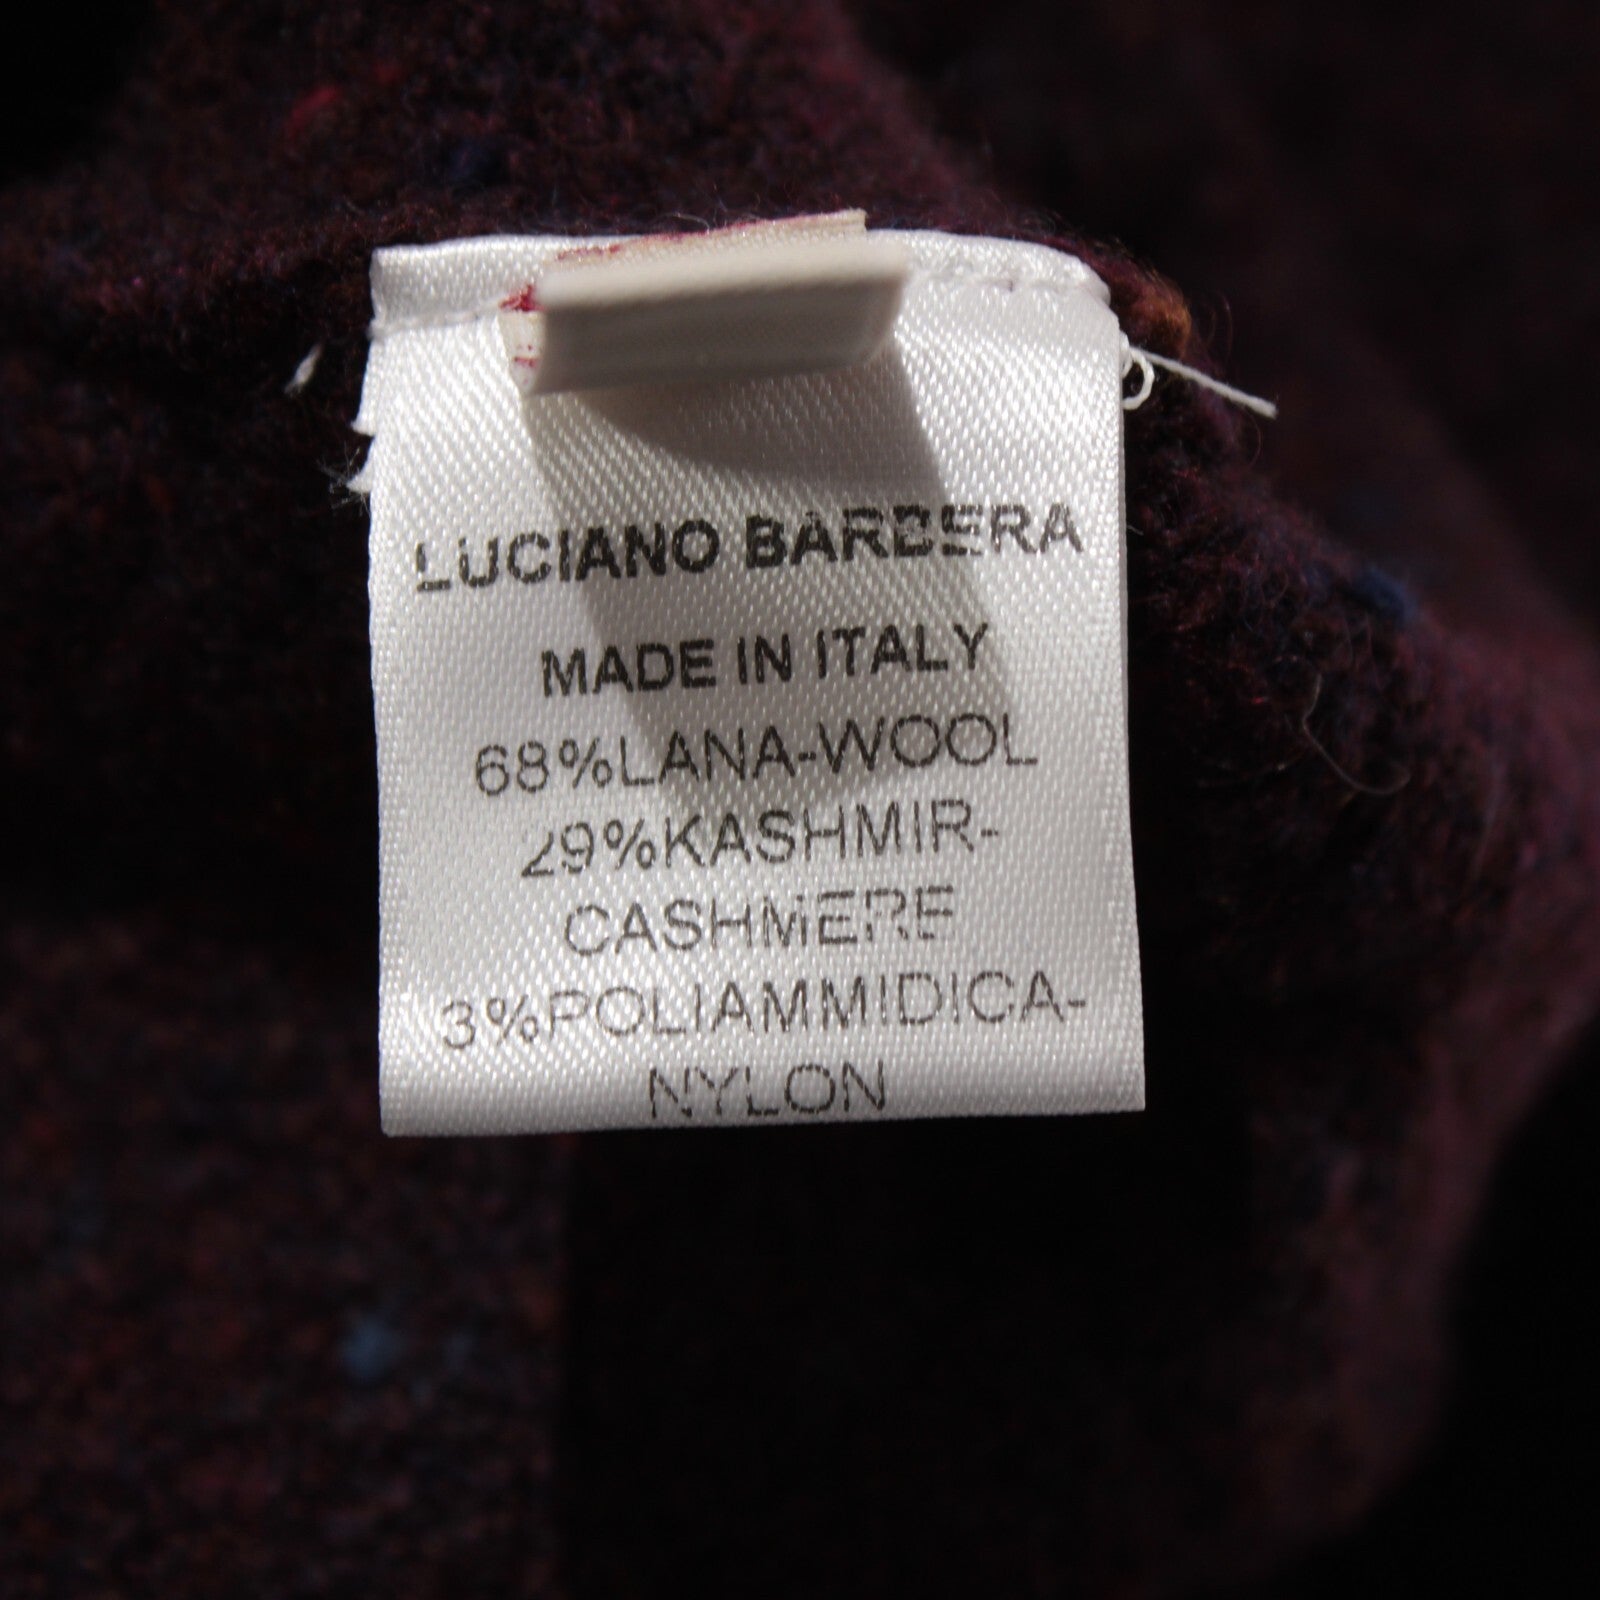 LUCIANO BARBERA
MADE IN ITALY
68%LANA-WOOL
29%KASHMIR-
CASHMERE
3%POLIAMMIDICA-
NYLON